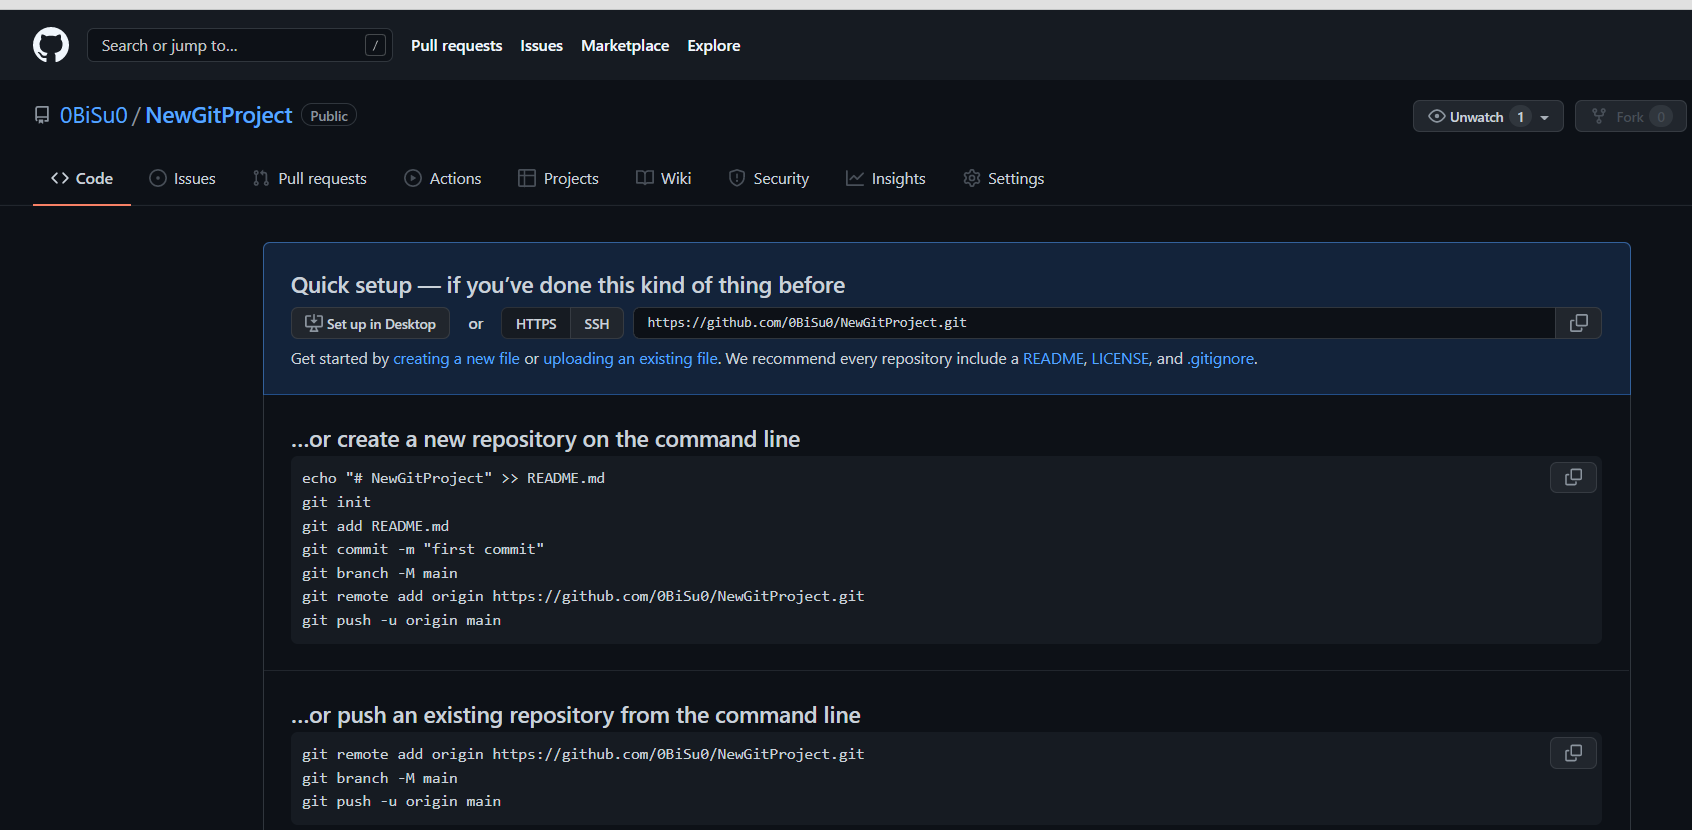 Search or jump to... /
Pull requests Issues Marketplace Explore
0BiSu0 / NewGitProject Public
Unwatch 1 Fork 0
<> Code Issues Pull requests Actions Projects Wiki Security Insights Settings
Quick setup — if you’ve done this kind of thing before
Set up in Desktop or HTTPS SSH https://github.com/0BiSu0/NewGitProject.git
Get started by creating a new file or uploading an existing file. We recommend every repository include a README, LICENSE, and .gitignore.
…or create a new repository on the command line
echo "# NewGitProject" >> README.md
git init
git add README.md
git commit -m "first commit"
git branch -M main
git remote add origin https://github.com/0BiSu0/NewGitProject.git
git push -u origin main
…or push an existing repository from the command line
git remote add origin https://github.com/0BiSu0/NewGitProject.git
git branch -M main
git push -u origin main